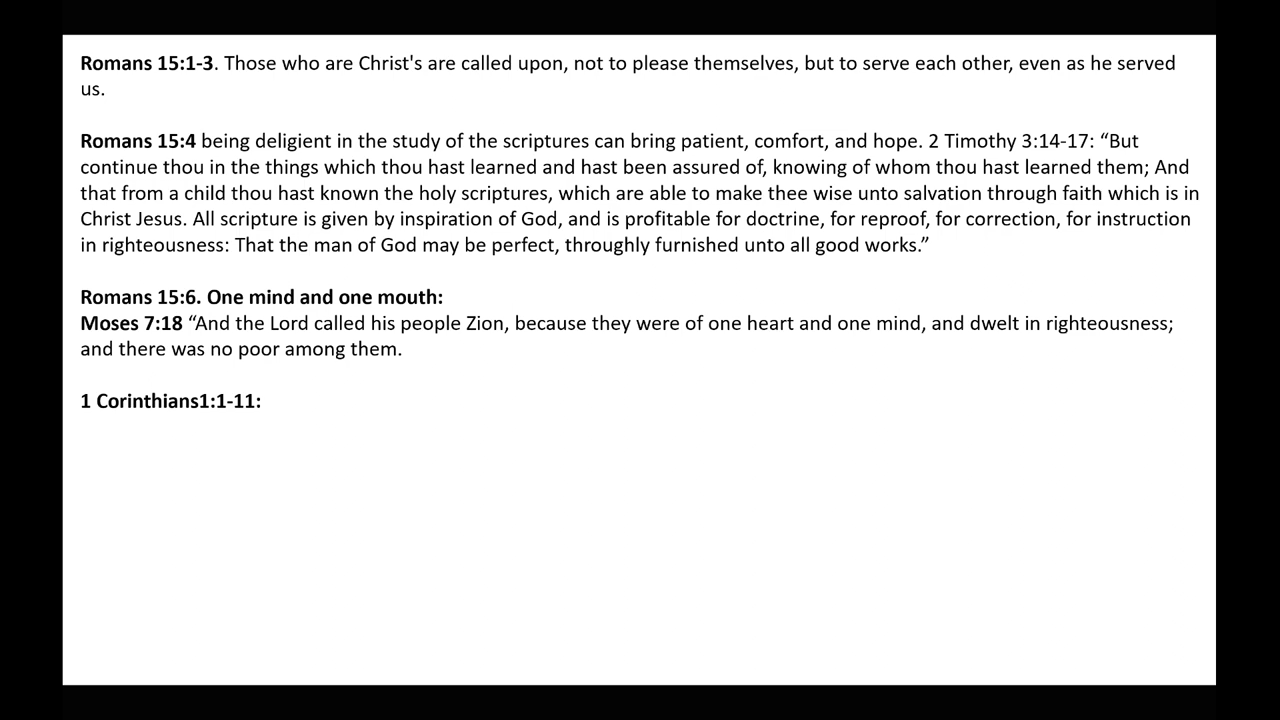 Romans 15:1-3. Those who are Christ's are called upon, not to please themselves, but to serve each other, even as he served
us.
Romans 15:4 being deligient in the study of the scriptures can bring patient, comfort, and hope. 2 Timothy 3:14-17: “But
continue thou in the things which thou hast learned and hast been assured of, knowing of whom thou hast learned them; And
that from a child thou hast known the holy scriptures, which are able to make thee wise unto salvation through faith which is in
Christ Jesus. All scripture is given by inspiration of God, and is profitable for doctrine, for reproof, for correction, for instruction
in righteousness: That the man of God may be perfect, throughly furnished unto all good works.”
Romans 15:6. One mind and one mouth:
Moses 7:18 “And the Lord called his people Zion, because they were of one heart and one mind, and dwelt in righteousness;
and there was no poor among them.
1 Corinthians1:1-11: